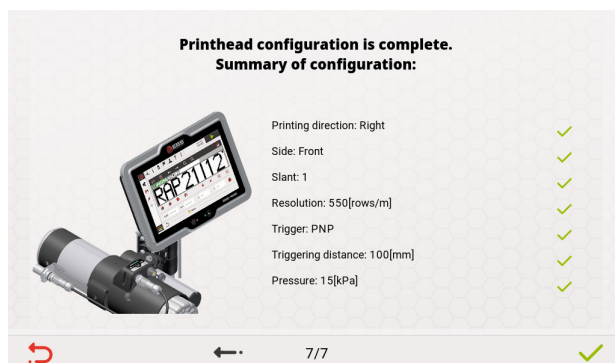 Printhead configuration is complete.
Summary of configuration:
RAP21112
Printing direction: Right
Side: Front
Slant: 1
Resolution: 550[rows/m]
Trigger: PNP
Triggering distance: 100[mm]
Pressure: 15[kPa]
7/7